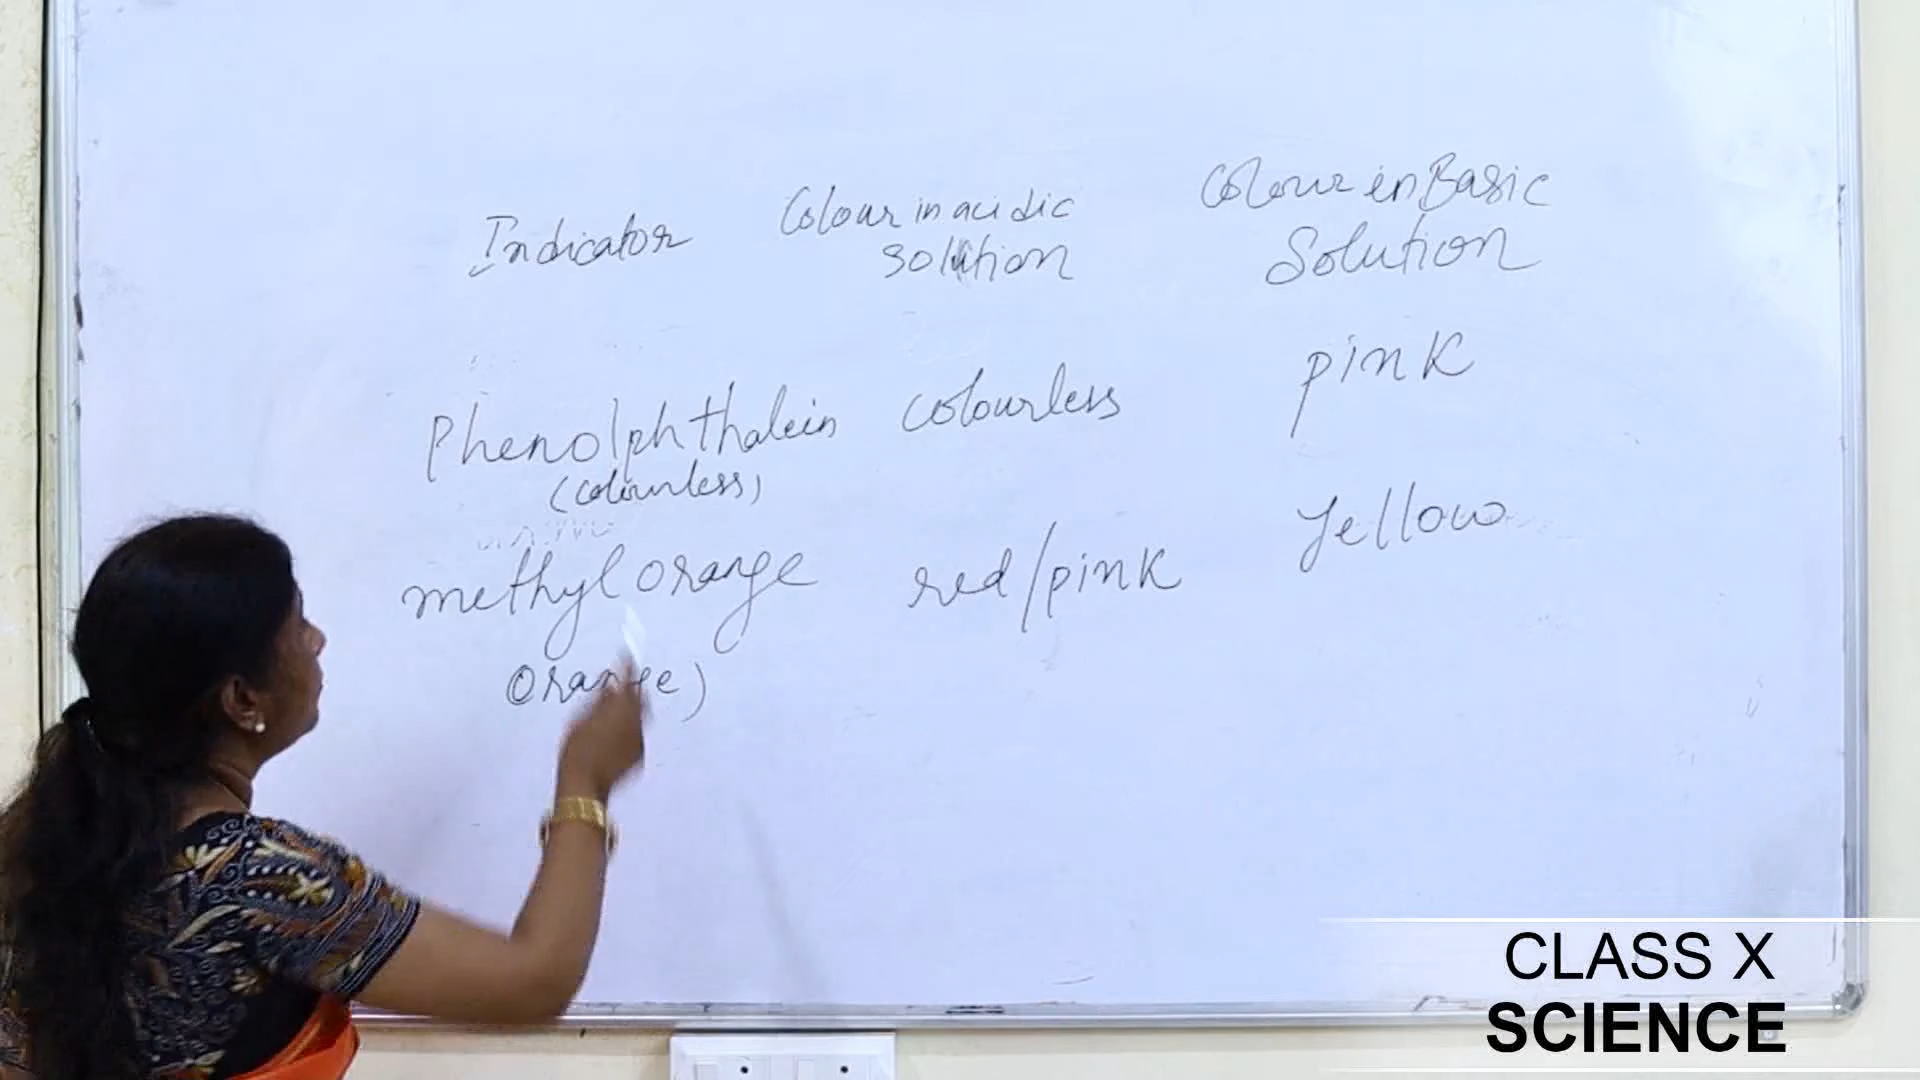 Indicator Colour in acidic solution Colour in Basic Solution
Phenolphthalein colourless pink
(colourless)
methyl orange red/pink yellow
orange)
CLASS X
SCIENCE